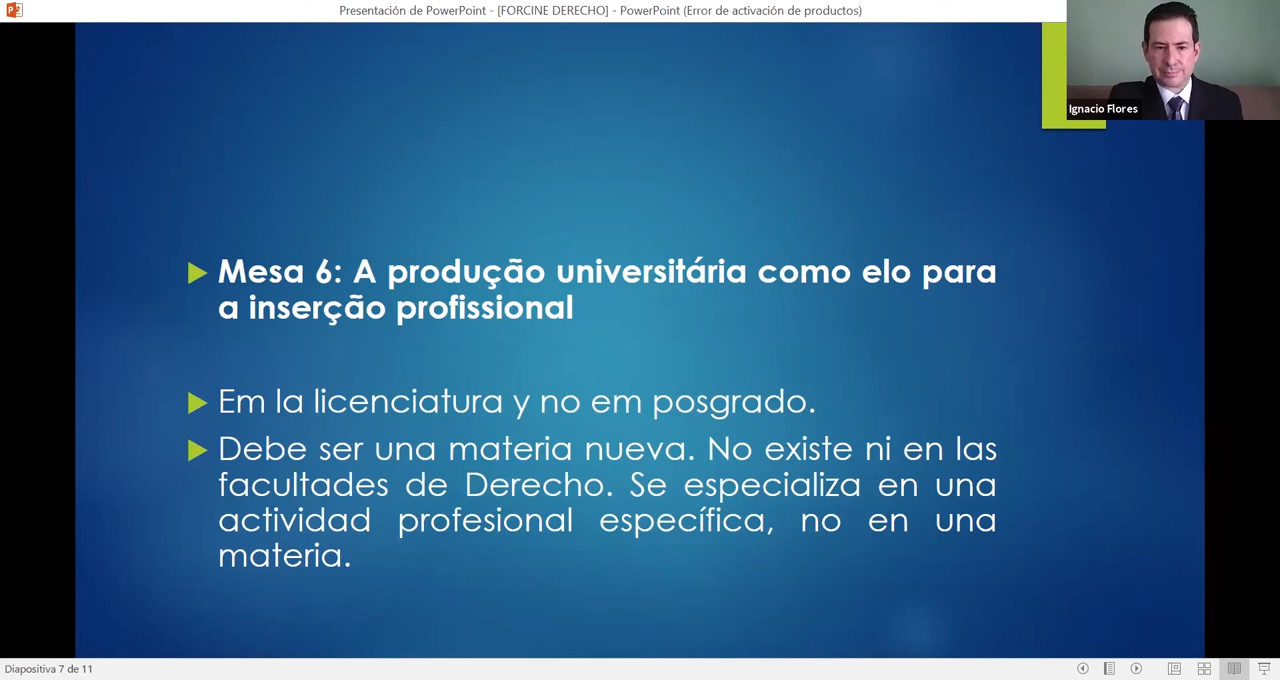 Presentación de PowerPoint - [FORCINE DERECHO] - PowerPoint (Error de activación de productos)
Ignacio Flores
Mesa 6: A produção universitária como elo para
a inserção profissional
Em la licenciatura y no em posgrado.
Debe ser una materia nueva. No existe ni en las
facultades de Derecho. Se especializa en una
actividad profesional específica, no en una
materia.
Diapositiva 7 de 11